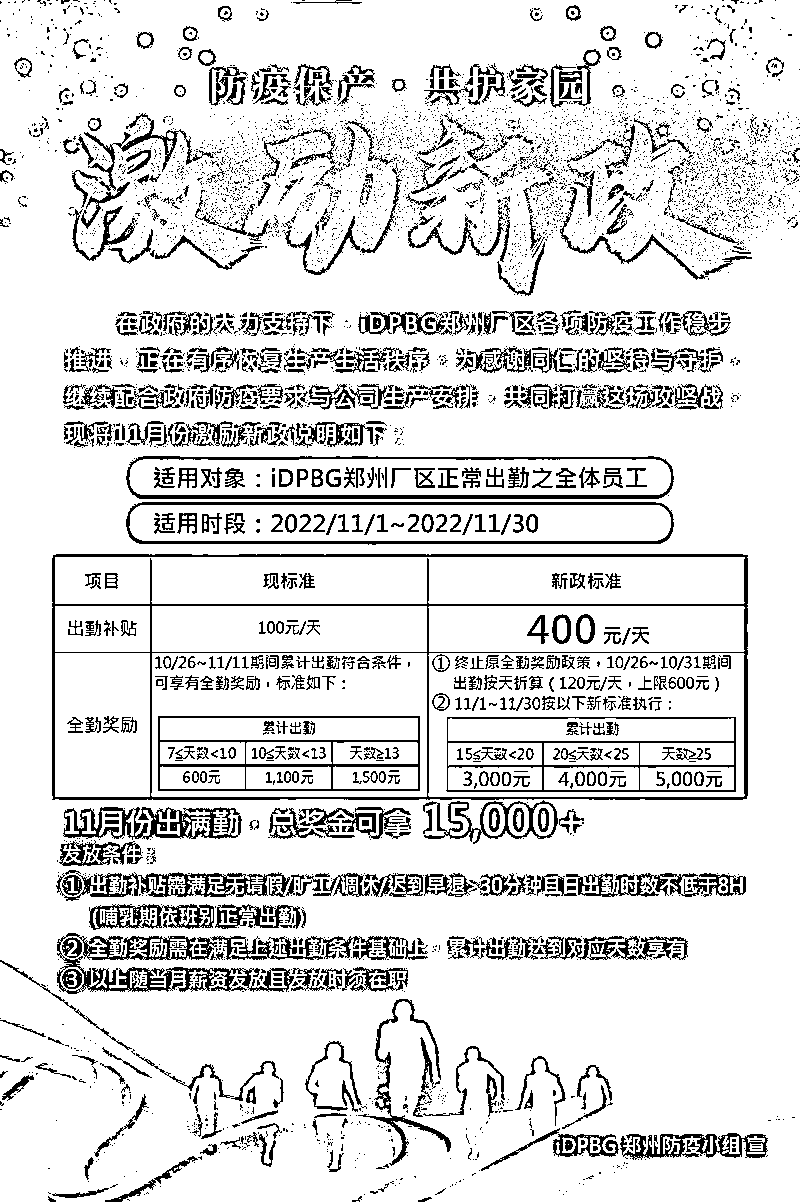 防疫保产·共护家园
激励新政
在政府的大力支持下,iDPBG郑州厂区各项防疫工作稳步
推进,正在有序恢复生产生活秩序。为感谢同仁的坚持与守护,
继续配合政府防疫要求与公司生产安排,共同打赢这场攻坚战。
现将11月份激励新政说明如下:
适用对象:iDPBG郑州厂区正常出勤之全体员工
适用时段:2022/11/1~2022/11/30
项目 现标准 新政标准
出勤补贴 100元/天 400元/天
全勤奖励
10/26~11/11期间累计出勤符合条件,
可享有全勤奖励,标准如下:
累计出勤
7≦天数<10 10≦天数<13 天数≧13
600元 1,100元 1,500元
① 终止原全勤奖励政策,10/26~10/31期间
出勤按天折算(120元/天,上限600元)
② 11/1~11/30按以下新标准执行:
累计出勤
15≦天数<20 20≦天数<25 天数≧25
3,000元 4,000元 5,000元
11月份出满勤,总奖金可拿 15,000+
发放条件:
① 出勤补贴需满足无请假/旷工/调休/迟到早退>30分钟且日出勤时数不低于8H
(哺乳期依班别正常出勤)
② 全勤奖励需在满足上述出勤条件基础上,累计出勤达到对应天数享有
③ 以上随当月薪资发放且发放时须在职
iDPBG 郑州防疫小组 宣